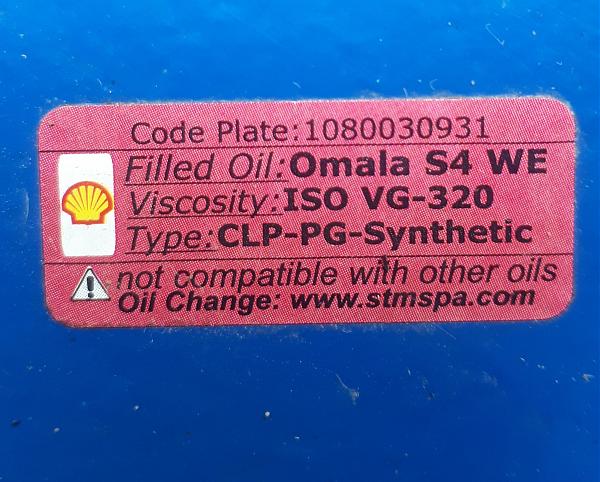 Code Plate:1080030931
Filled Oil:Omala S4 WE
Viscosity:ISO VG-320
Type:CLP-PG-Synthetic
not compatible with other oils
Oil Change: www.stmspa.com